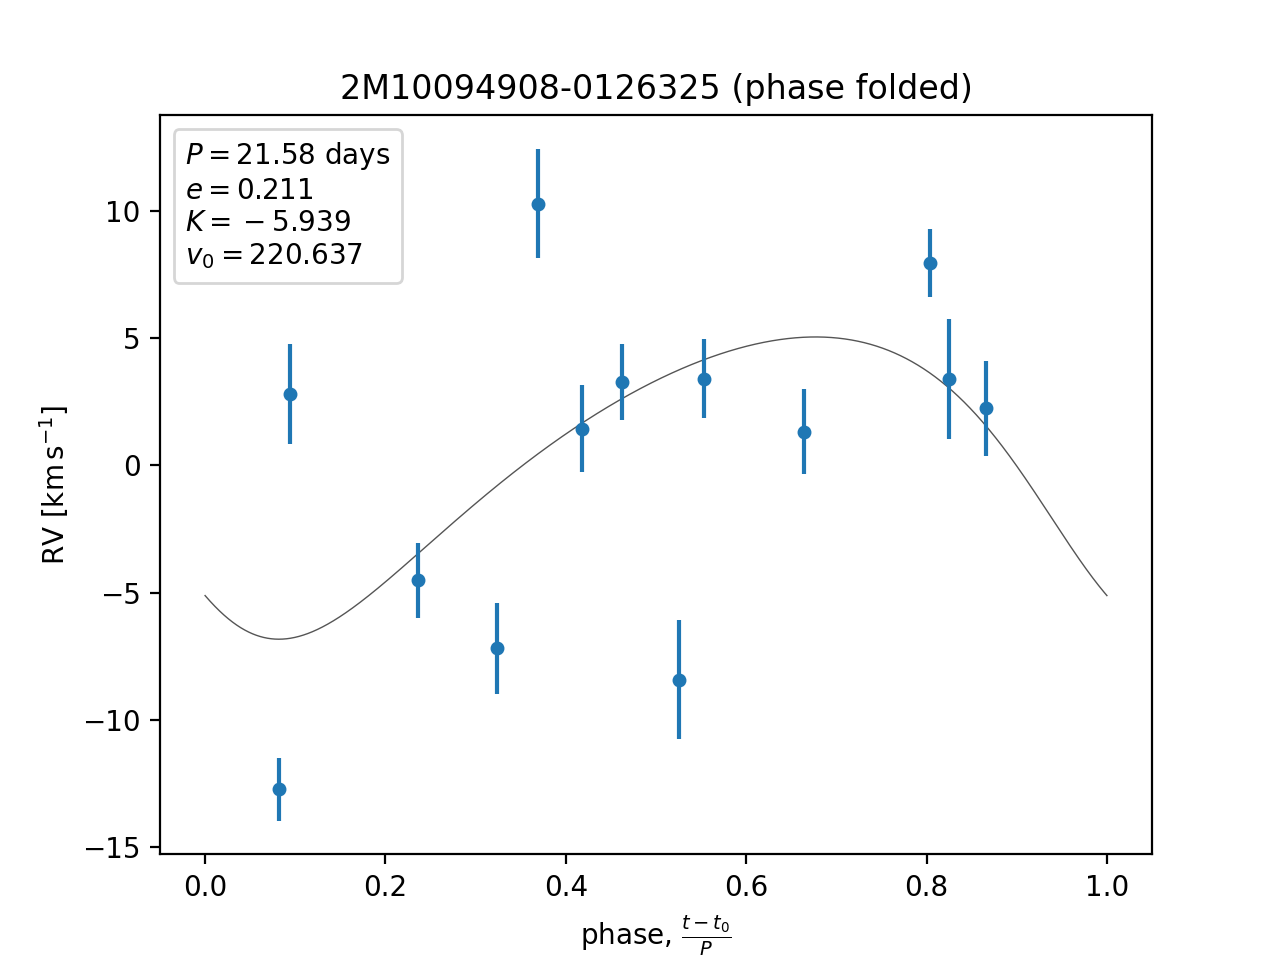 2M10094908-0126325 (phase folded)
P = 21.58 days
e = 0.211
K = −5.939
v₀ = 220.637
RV [km s⁻¹]
10
5
0
−5
−10
−15
0.0 0.2 0.4 0.6 0.8 1.0
phase, (t − t₀)/P